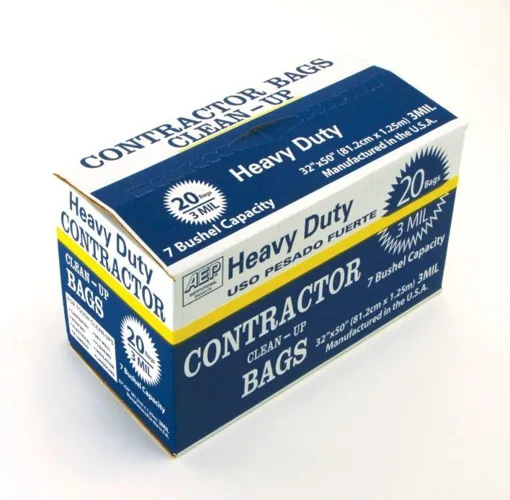 CONTRACTOR BAGS
CLEAN-UP
Heavy Duty
32"x50" (81.2cm x 1.25m) 3MIL
Manufactured in the U.S.A.
20 Bags
3 MIL
7 Bushel Capacity
Heavy Duty
CONTRACTOR
CLEAN-UP
BAGS
20 Bags
3 MIL
7 Bushel Capacity
U.S.A.
AEP
Heavy Duty
USO PESADO FUERTE
20 Bags
3 MIL
7 Bushel Capacity
CONTRACTOR
CLEAN-UP
BAGS
32"x50" (81.2cm x 1.25m) 3MIL
Manufactured in the U.S.A.